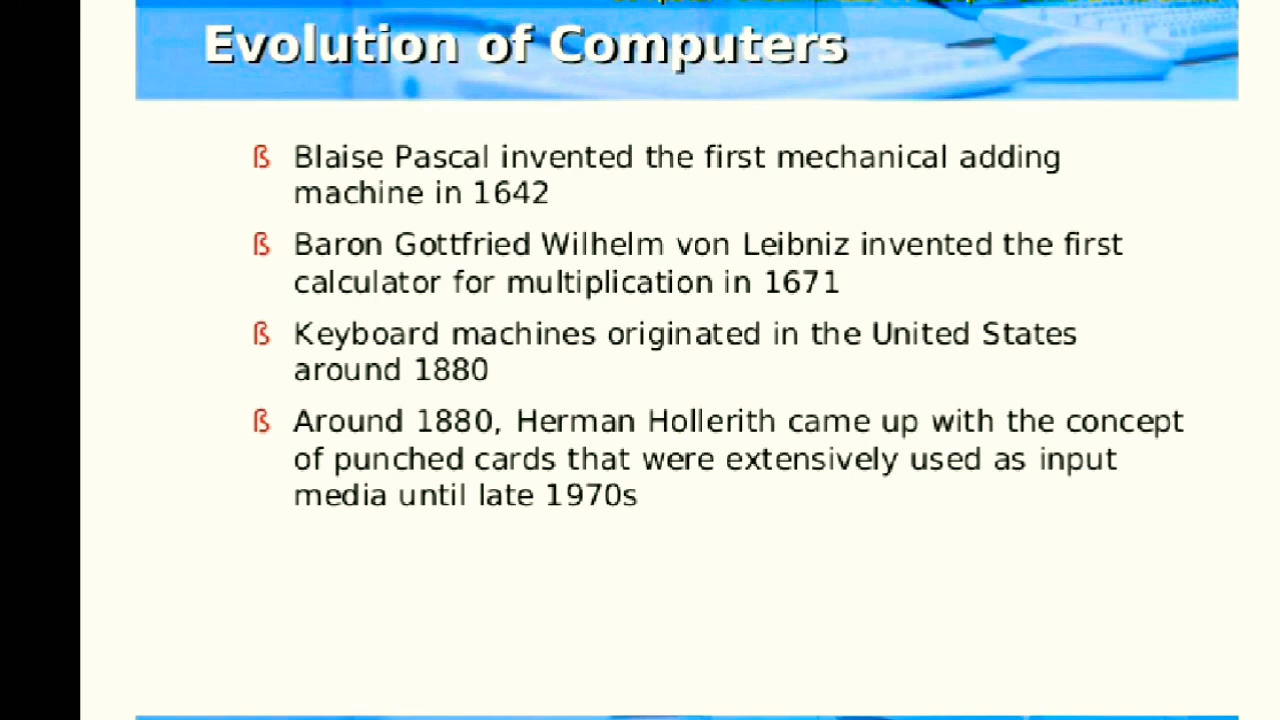 Evolution of Computers
ß Blaise Pascal invented the first mechanical adding
machine in 1642
ß Baron Gottfried Wilhelm von Leibniz invented the first
calculator for multiplication in 1671
ß Keyboard machines originated in the United States
around 1880
ß Around 1880, Herman Hollerith came up with the concept
of punched cards that were extensively used as input
media until late 1970s